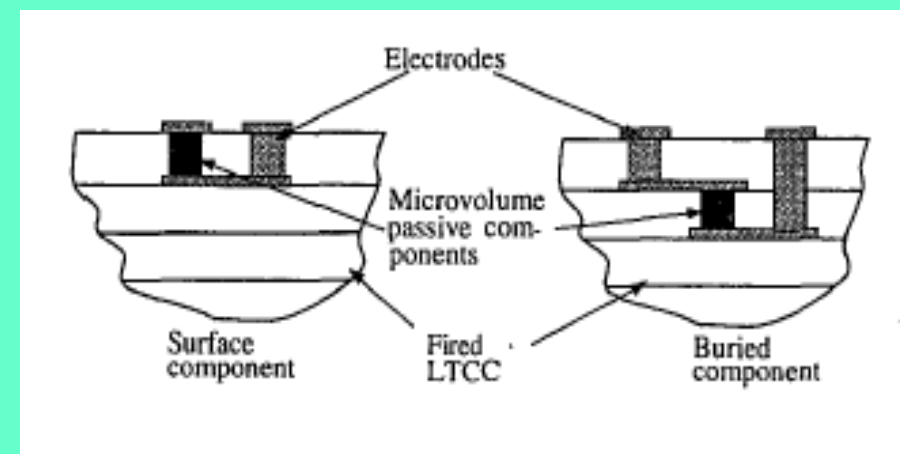 Electrodes
Microvolume
passive com-
ponents
Surface
component
Fired
LTCC
Buried
component